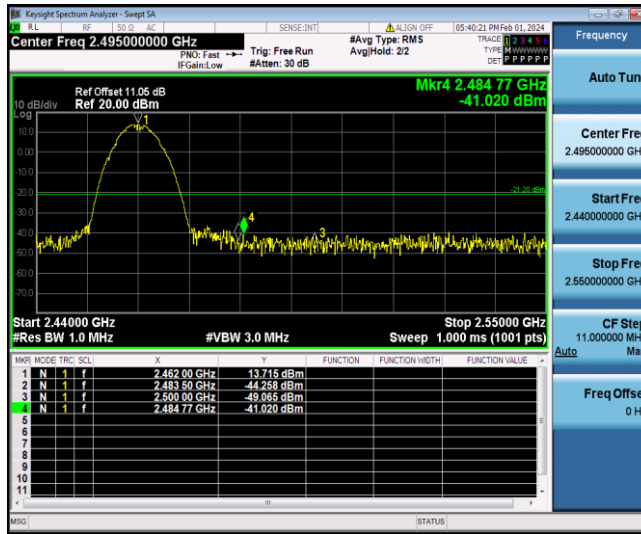 Keysight Spectrum Analyzer - Swept SA
RL RF 50 Ω AC SENSE:INT ALIGN OFF 05:40:21 PM Feb 01, 2024
Center Freq 2.495000000 GHz
PNO: Fast
IFGain:Low
Trig: Free Run
#Atten: 30 dB
#Avg Type: RMS
Avg|Hold: 2/2
TRACE 1 2 3 4 5 6
TYPE M WWWWW
DET P P P P P P
Mkr4 2.484 77 GHz
-41.020 dBm
Ref Offset 11.05 dB
10 dB/div Ref 20.00 dBm
Log
10.0
0.00
-10.0
-20.0
-30.0
-40.0
-50.0
-60.0
-70.0
1
4
3
-21.20 dBm
Start 2.44000 GHz Stop 2.55000 GHz
#Res BW 1.0 MHz #VBW 3.0 MHz Sweep 1.000 ms (1001 pts)
MKR MODE TRC SCL X Y FUNCTION FUNCTION WIDTH FUNCTION VALUE
1 N 1 f 2.462 00 GHz 13.715 dBm
2 N 1 f 2.483 50 GHz -44.258 dBm
3 N 1 f 2.500 00 GHz -49.065 dBm
4 N 1 f 2.484 77 GHz -41.020 dBm
5
6
7
8
9
10
11
MSG STATUS
Frequency
Auto Tun
Center Fre
2.495000000 GH
Start Fre
2.440000000 GH
Stop Fre
2.550000000 GH
CF Ste
11.000000 MH
Auto Ma
Freq Offse
0 H